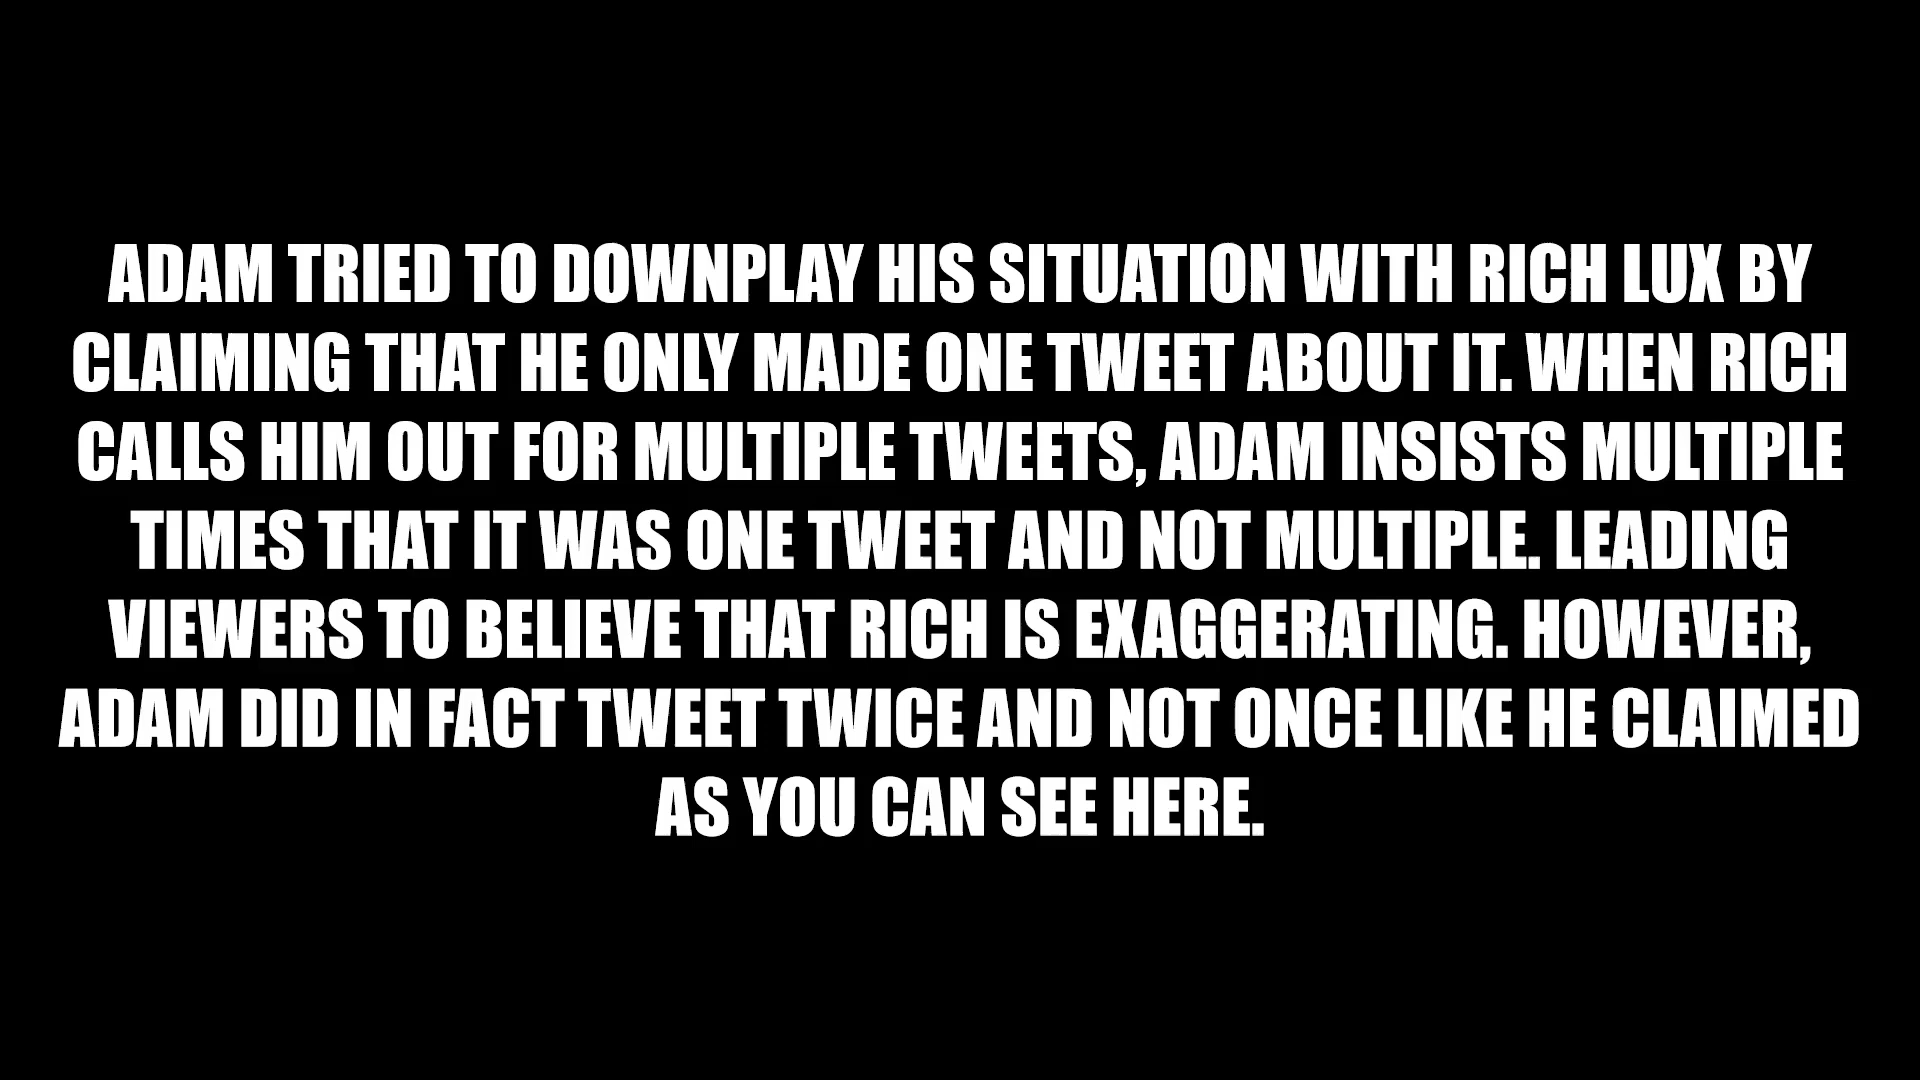 ADAM TRIED TO DOWNPLAY HIS SITUATION WITH RICH LUX BY
CLAIMING THAT HE ONLY MADE ONE TWEET ABOUT IT. WHEN RICH
CALLS HIM OUT FOR MULTIPLE TWEETS, ADAM INSISTS MULTIPLE
TIMES THAT IT WAS ONE TWEET AND NOT MULTIPLE. LEADING
VIEWERS TO BELIEVE THAT RICH IS EXAGGERATING. HOWEVER,
ADAM DID IN FACT TWEET TWICE AND NOT ONCE LIKE HE CLAIMED
AS YOU CAN SEE HERE.